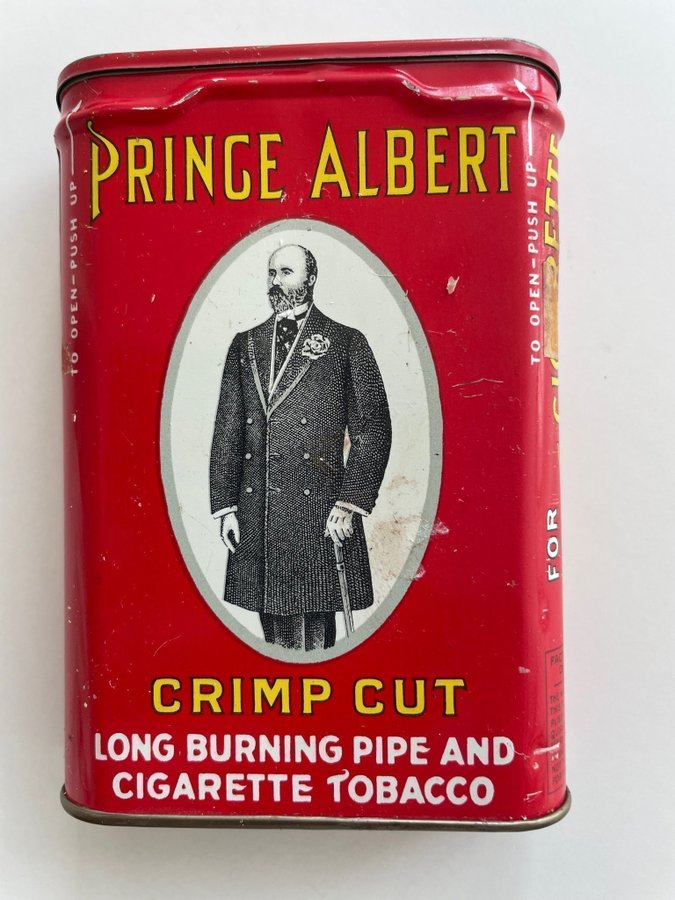 PRINCE ALBERT
CRIMP CUT
LONG BURNING PIPE AND
CIGARETTE TOBACCO
TO OPEN-PUSH UP
TO OPEN-PUSH UP
FOR